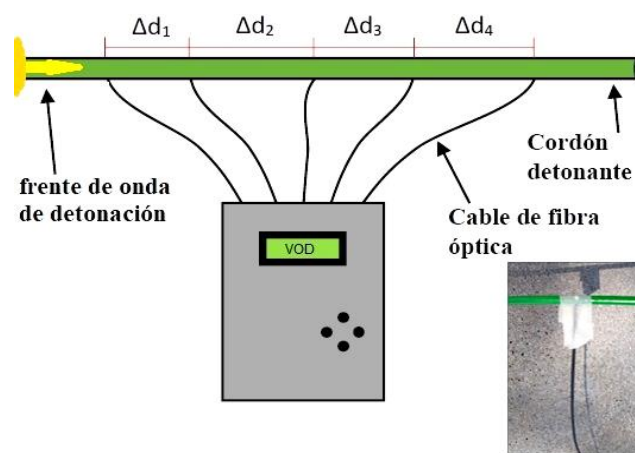 Δd₁ Δd₂ Δd₃ Δd₄
frente de onda
de detonación
Cordón
detonante
Cable de fibra
óptica
VOD